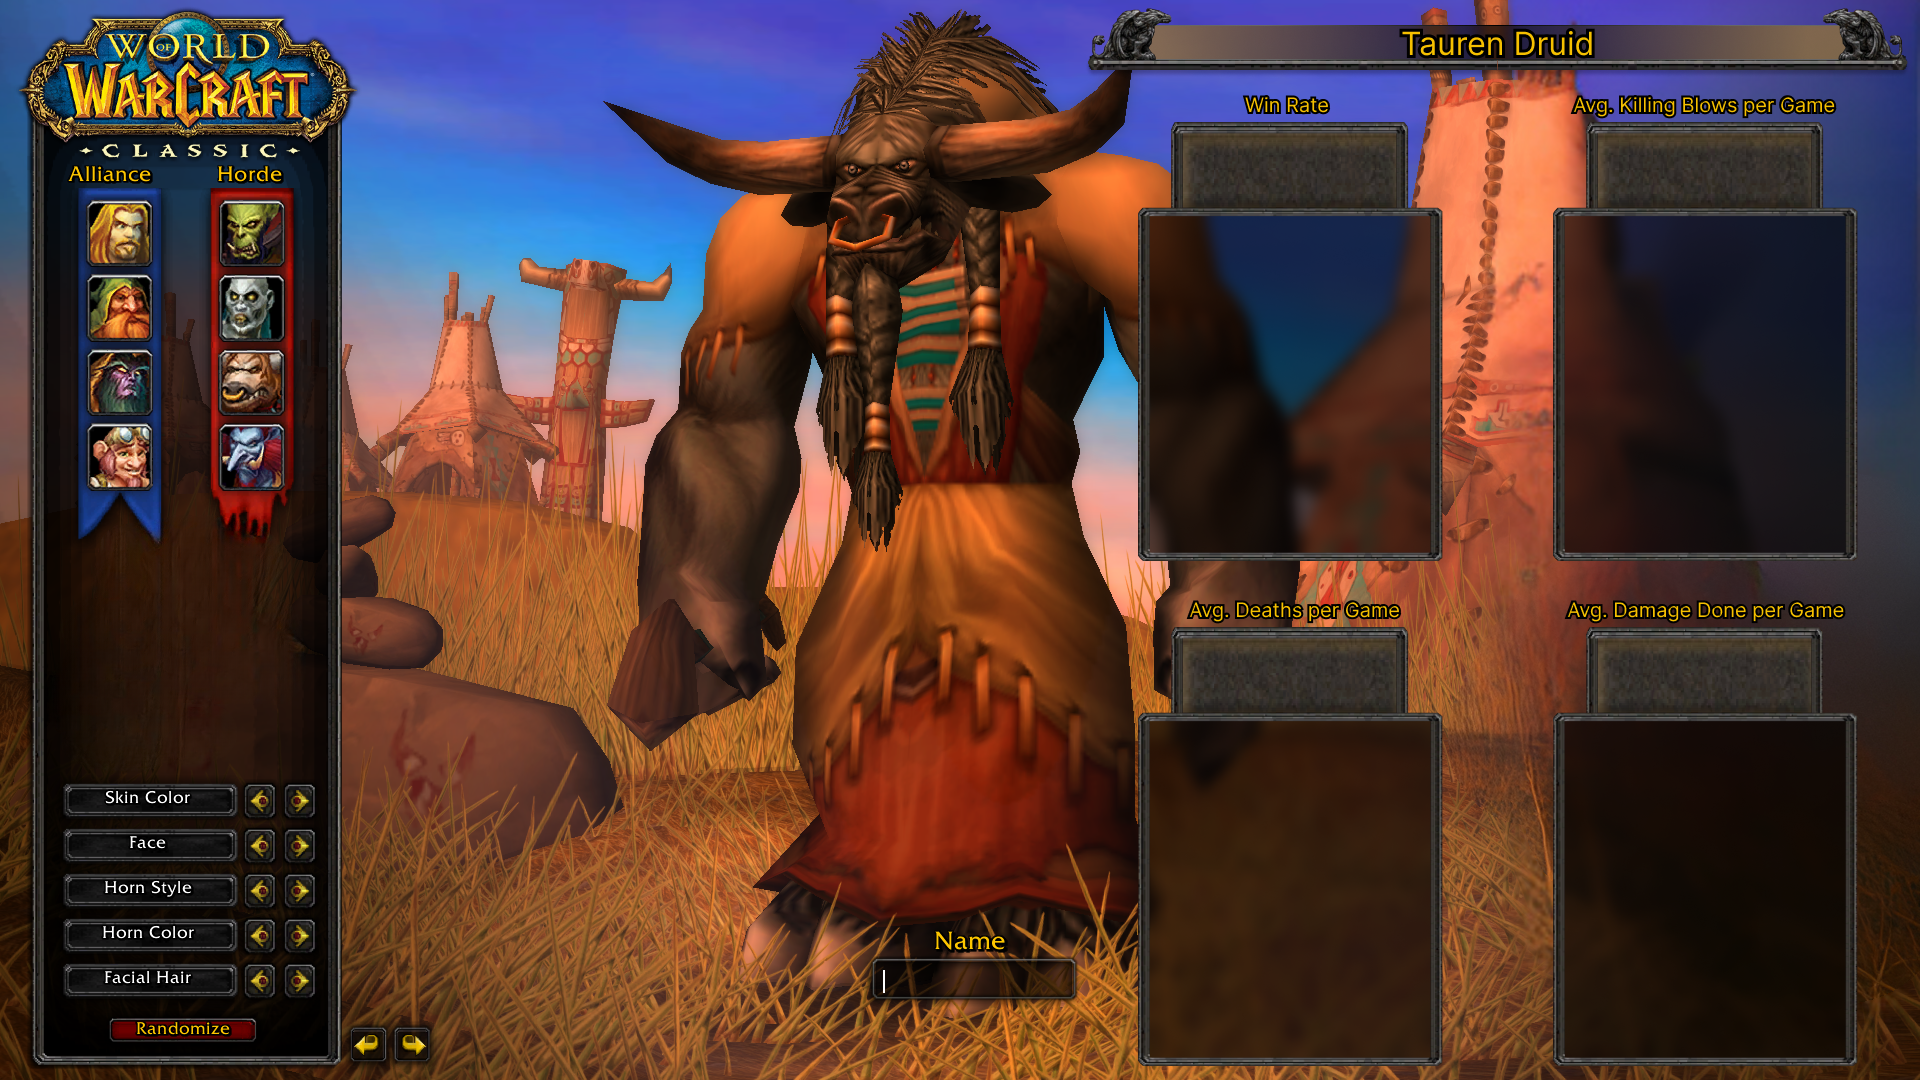 WORLD
OF
WARCRAFT
CLASSIC
Alliance
Horde
Skin Color
Face
Horn Style
Horn Color
Facial Hair
Randomize
Name
Tauren Druid
Win Rate
Avg. Killing Blows per Game
Avg. Deaths per Game
Avg. Damage Done per Game